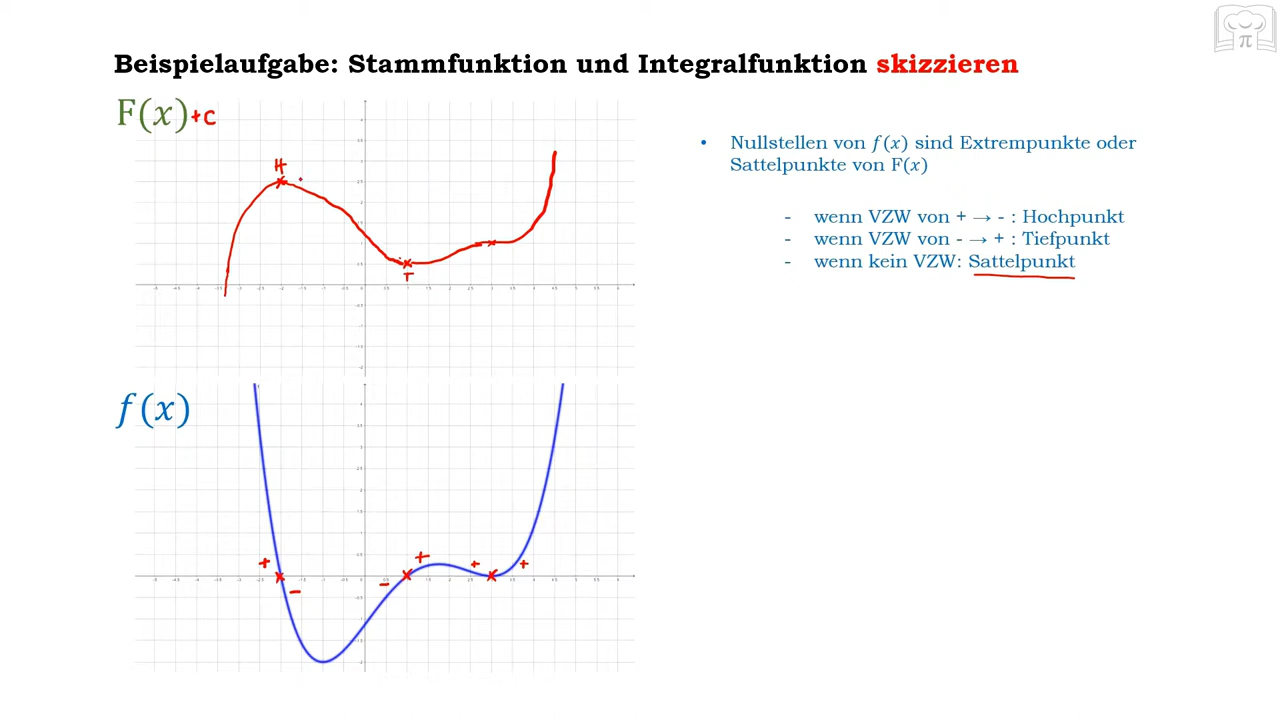 Beispielaufgabe: Stammfunktion und Integralfunktion skizzieren
F(x) +C
H
T
• Nullstellen von f(x) sind Extrempunkte oder
Sattelpunkte von F(x)
- wenn VZW von + → - : Hochpunkt
- wenn VZW von - → + : Tiefpunkt
- wenn kein VZW: Sattelpunkt
f(x)
+ − − + + +
π